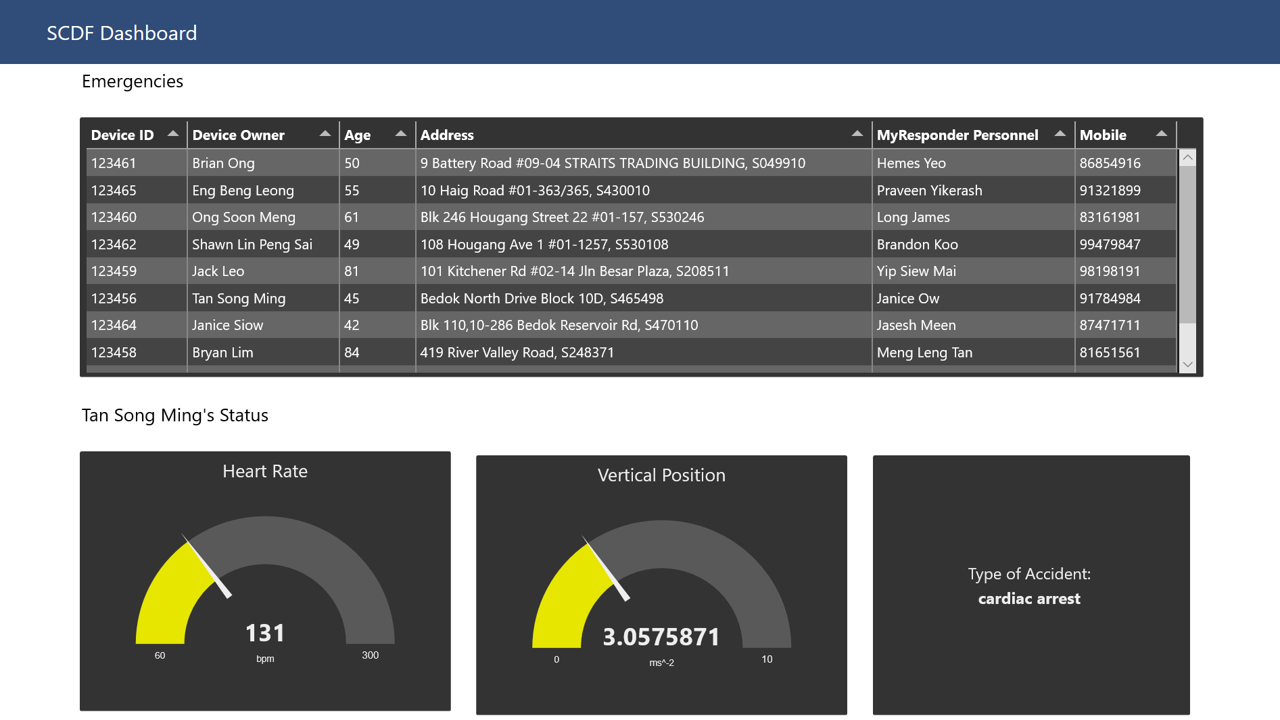 SCDF Dashboard
Emergencies
Device ID Device Owner Age Address MyResponder Personnel Mobile
123461 Brian Ong 50 9 Battery Road #09-04 STRAITS TRADING BUILDING, S049910 Hemes Yeo 86854916
123465 Eng Beng Leong 55 10 Haig Road #01-363/365, S430010 Praveen Yikerash 91321899
123460 Ong Soon Meng 61 Blk 246 Hougang Street 22 #01-157, S530246 Long James 83161981
123462 Shawn Lin Peng Sai 49 108 Hougang Ave 1 #01-1257, S530108 Brandon Koo 99479847
123459 Jack Leo 81 101 Kitchener Rd #02-14 Jln Besar Plaza, S208511 Yip Siew Mai 98198191
123456 Tan Song Ming 45 Bedok North Drive Block 10D, S465498 Janice Ow 91784984
123464 Janice Siow 42 Blk 110,10-286 Bedok Reservoir Rd, S470110 Jasesh Meen 87471711
123458 Bryan Lim 84 419 River Valley Road, S248371 Meng Leng Tan 81651561
Tan Song Ming's Status
Heart Rate
131
60 bpm 300
Vertical Position
3.0575871
0 ms^-2 10
Type of Accident:
cardiac arrest